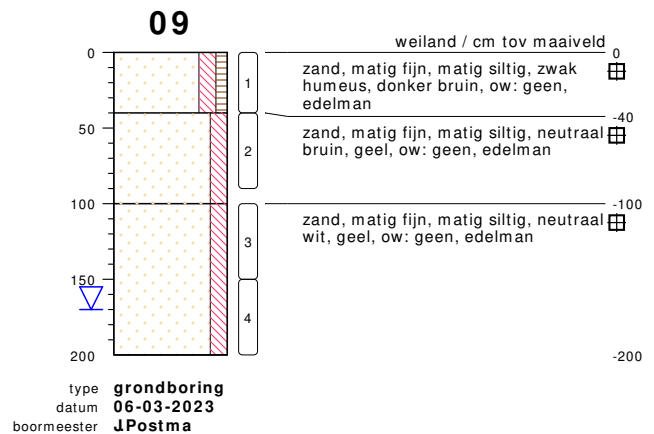 09
weiland / cm tov maaiveld
0
0
zand, matig fijn, matig siltig, zwak
humeus, donker bruin, ow: geen,
edelman
1
-40
50
zand, matig fijn, matig siltig, neutraal
bruin, geel, ow: geen, edelman
2
100
-100
zand, matig fijn, matig siltig, neutraal
wit, geel, ow: geen, edelman
3
150
4
200
-200
type grondboring
datum 06-03-2023
boormeester J.Postma